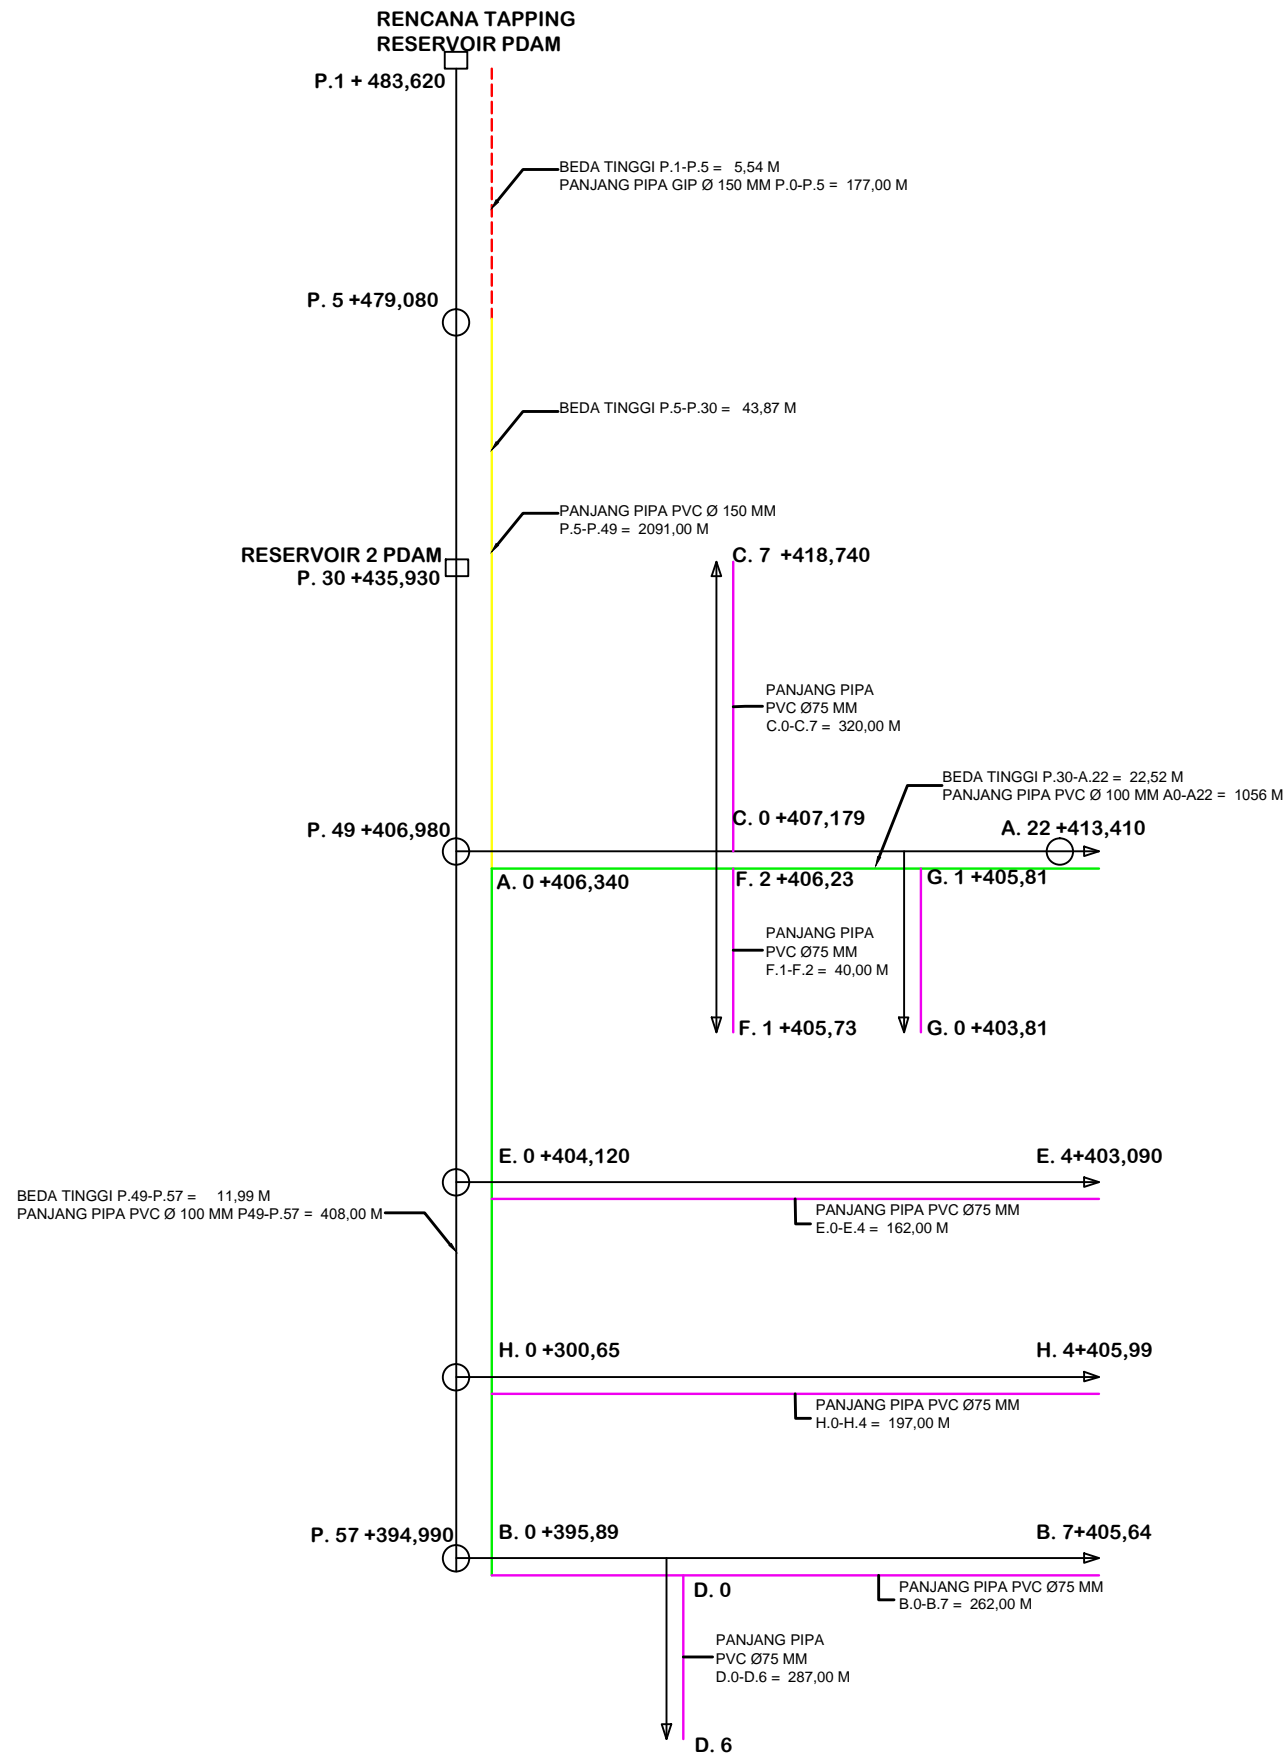 RENCANA TAPPING
RESERVOIR PDAM
P.1 + 483,620
BEDA TINGGI P.1-P.5 = 5,54 M
PANJANG PIPA GIP Ø 150 MM P.0-P.5 = 177,00 M
P. 5 +479,080
BEDA TINGGI P.5-P.30 = 43,87 M
PANJANG PIPA PVC Ø 150 MM
P.5-P.49 = 2091,00 M
RESERVOIR 2 PDAM
P. 30 +435,930
C. 7 +418,740
PANJANG PIPA
PVC Ø75 MM
C.0-C.7 = 320,00 M
BEDA TINGGI P.30-A.22 = 22,52 M
PANJANG PIPA PVC Ø 100 MM A0-A22 = 1056 M
C. 0 +407,179
A. 22 +413,410
P. 49 +406,980
A. 0 +406,340
F. 2 +406,23
G. 1 +405,81
PANJANG PIPA
PVC Ø75 MM
F.1-F.2 = 40,00 M
F. 1 +405,73
G. 0 +403,81
E. 0 +404,120
E. 4+403,090
BEDA TINGGI P.49-P.57 = 11,99 M
PANJANG PIPA PVC Ø 100 MM P49-P.57 = 408,00 M
PANJANG PIPA PVC Ø75 MM
E.0-E.4 = 162,00 M
H. 0 +300,65
H. 4+405,99
PANJANG PIPA PVC Ø75 MM
H.0-H.4 = 197,00 M
P. 57 +394,990
B. 0 +395,89
B. 7+405,64
D. 0
PANJANG PIPA PVC Ø75 MM
B.0-B.7 = 262,00 M
PANJANG PIPA
PVC Ø75 MM
D.0-D.6 = 287,00 M
D. 6